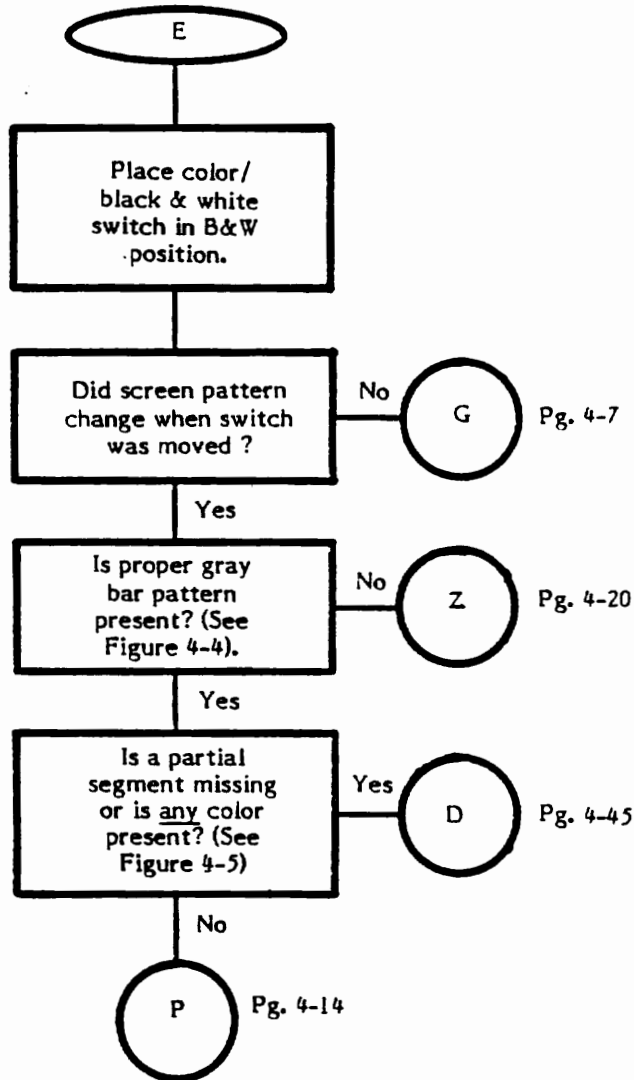 E
Place color/
black & white
switch in B&W
position.
Did screen pattern
change when switch
was moved ?
No
G
Pg. 4-7
Yes
Is proper gray
bar pattern
present? (See
Figure 4-4).
No
Z
Pg. 4-20
Yes
Is a partial
segment missing
or is any color
present? (See
Figure 4-5)
Yes
D
Pg. 4-45
No
P
Pg. 4-14